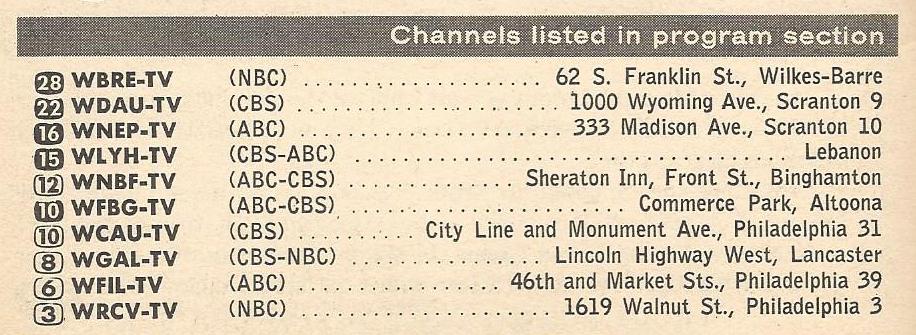 Channels listed in program section
28 WBRE-TV (NBC) ........................ 62 S. Franklin St., Wilkes-Barre
22 WDAU-TV (CBS) ........................ 1000 Wyoming Ave., Scranton 9
16 WNEP-TV (ABC) ........................ 333 Madison Ave., Scranton 10
15 WLYH-TV (CBS-ABC) ........................................ Lebanon
12 WNBF-TV (ABC-CBS) ............... Sheraton Inn, Front St., Binghamton
10 WFBG-TV (ABC-CBS) ......................... Commerce Park, Altoona
10 WCAU-TV (CBS) ........... City Line and Monument Ave., Philadelphia 31
8 WGAL-TV (CBS-NBC) .................. Lincoln Highway West, Lancaster
6 WFIL-TV (ABC) .................. 46th and Market Sts., Philadelphia 39
3 WRCV-TV (NBC) ....................... 1619 Walnut St., Philadelphia 3